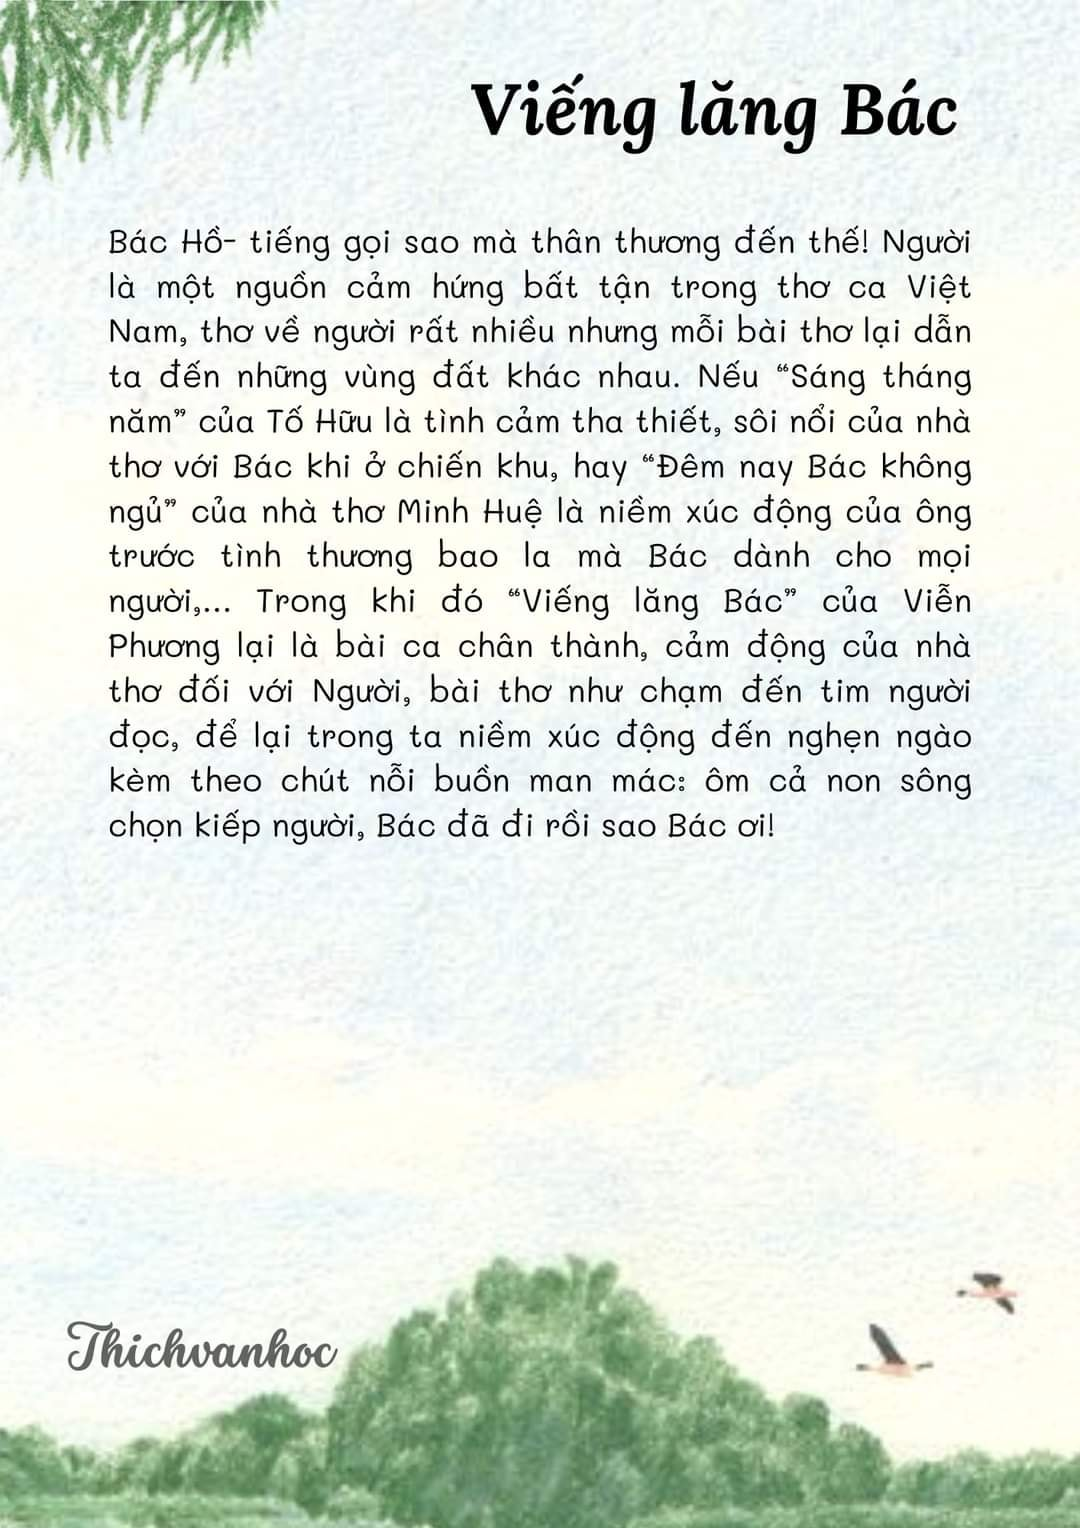 Viếng lăng Bác
Bác Hồ- tiếng gọi sao mà thân thương đến thế! Người
là một nguồn cảm hứng bất tận trong thơ ca Việt
Nam, thơ về người rất nhiều nhưng mỗi bài thơ lại dẫn
ta đến những vùng đất khác nhau. Nếu “Sáng tháng
năm” của Tố Hữu là tình cảm tha thiết, sôi nổi của nhà
thơ với Bác khi ở chiến khu, hay “Đêm nay Bác không
ngủ” của nhà thơ Minh Huệ là niềm xúc động của ông
trước tình thương bao la mà Bác dành cho mọi
người,... Trong khi đó “Viếng lăng Bác” của Viễn
Phương lại là bài ca chân thành, cảm động của nhà
thơ đối với Người, bài thơ như chạm đến tim người
đọc, để lại trong ta niềm xúc động đến nghẹn ngào
kèm theo chút nỗi buồn man mác: ôm cả non sông
chọn kiếp người, Bác đã đi rồi sao Bác ơi!
Thichvanhoc